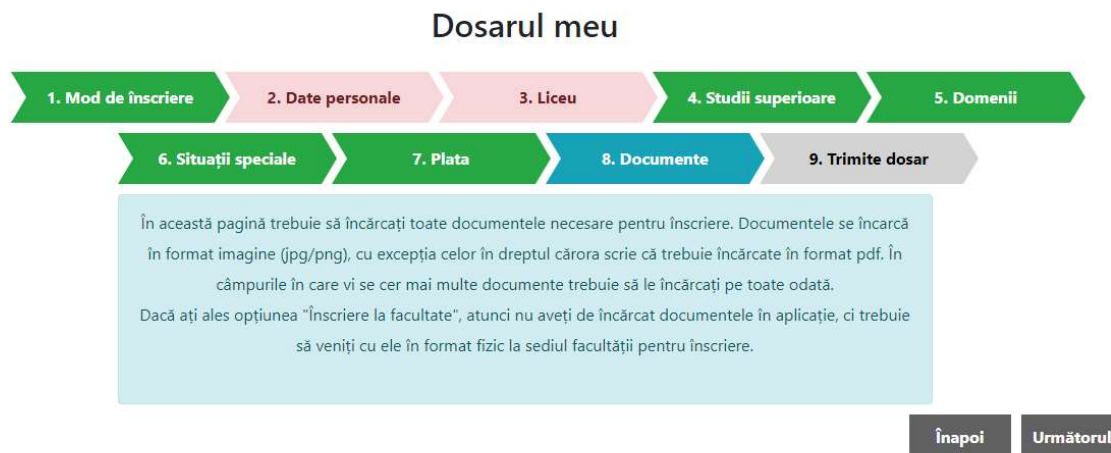 Dosarul meu
1. Mod de înscriere
2. Date personale
3. Liceu
4. Studii superioare
5. Domenii
6. Situații speciale
7. Plata
8. Documente
9. Trimite dosar
În această pagină trebuie să încărcați toate documentele necesare pentru înscriere. Documentele se încarcă
în format imagine (jpg/png), cu excepția celor în dreptul cărora scrie că trebuie încărcate în format pdf. În
câmpurile în care vi se cer mai multe documente trebuie să le încărcați pe toate odată.
Dacă ați ales opțiunea "Înscriere la facultate", atunci nu aveți de încărcat documentele în aplicație, ci trebuie
să veniți cu ele în format fizic la sediul facultății pentru înscriere.
Înapoi
Următorul